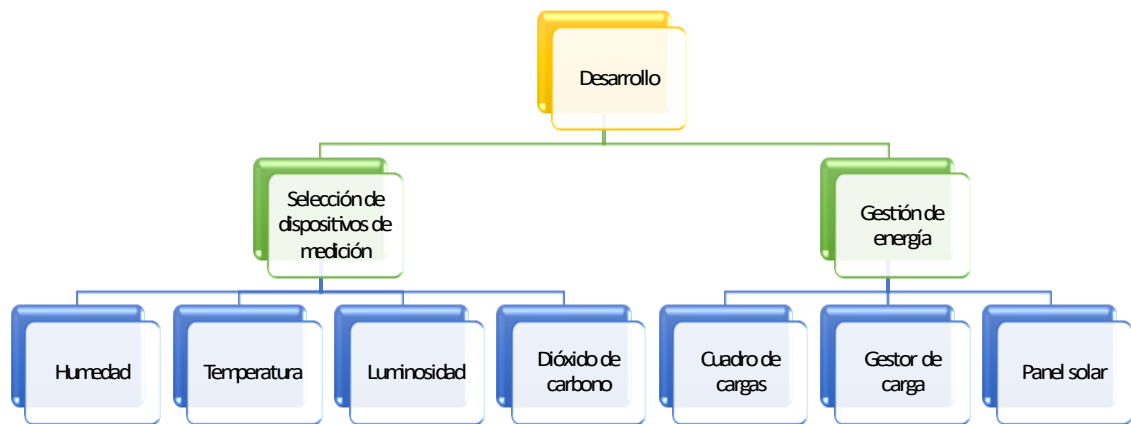 Desarrollo
Selección de
dispositivos de
medición
Gestión de
energía
Humedad
Temperatura
Luminosidad
Dióxido de
carbono
Cuadro de
cargas
Gestor de
carga
Panel solar